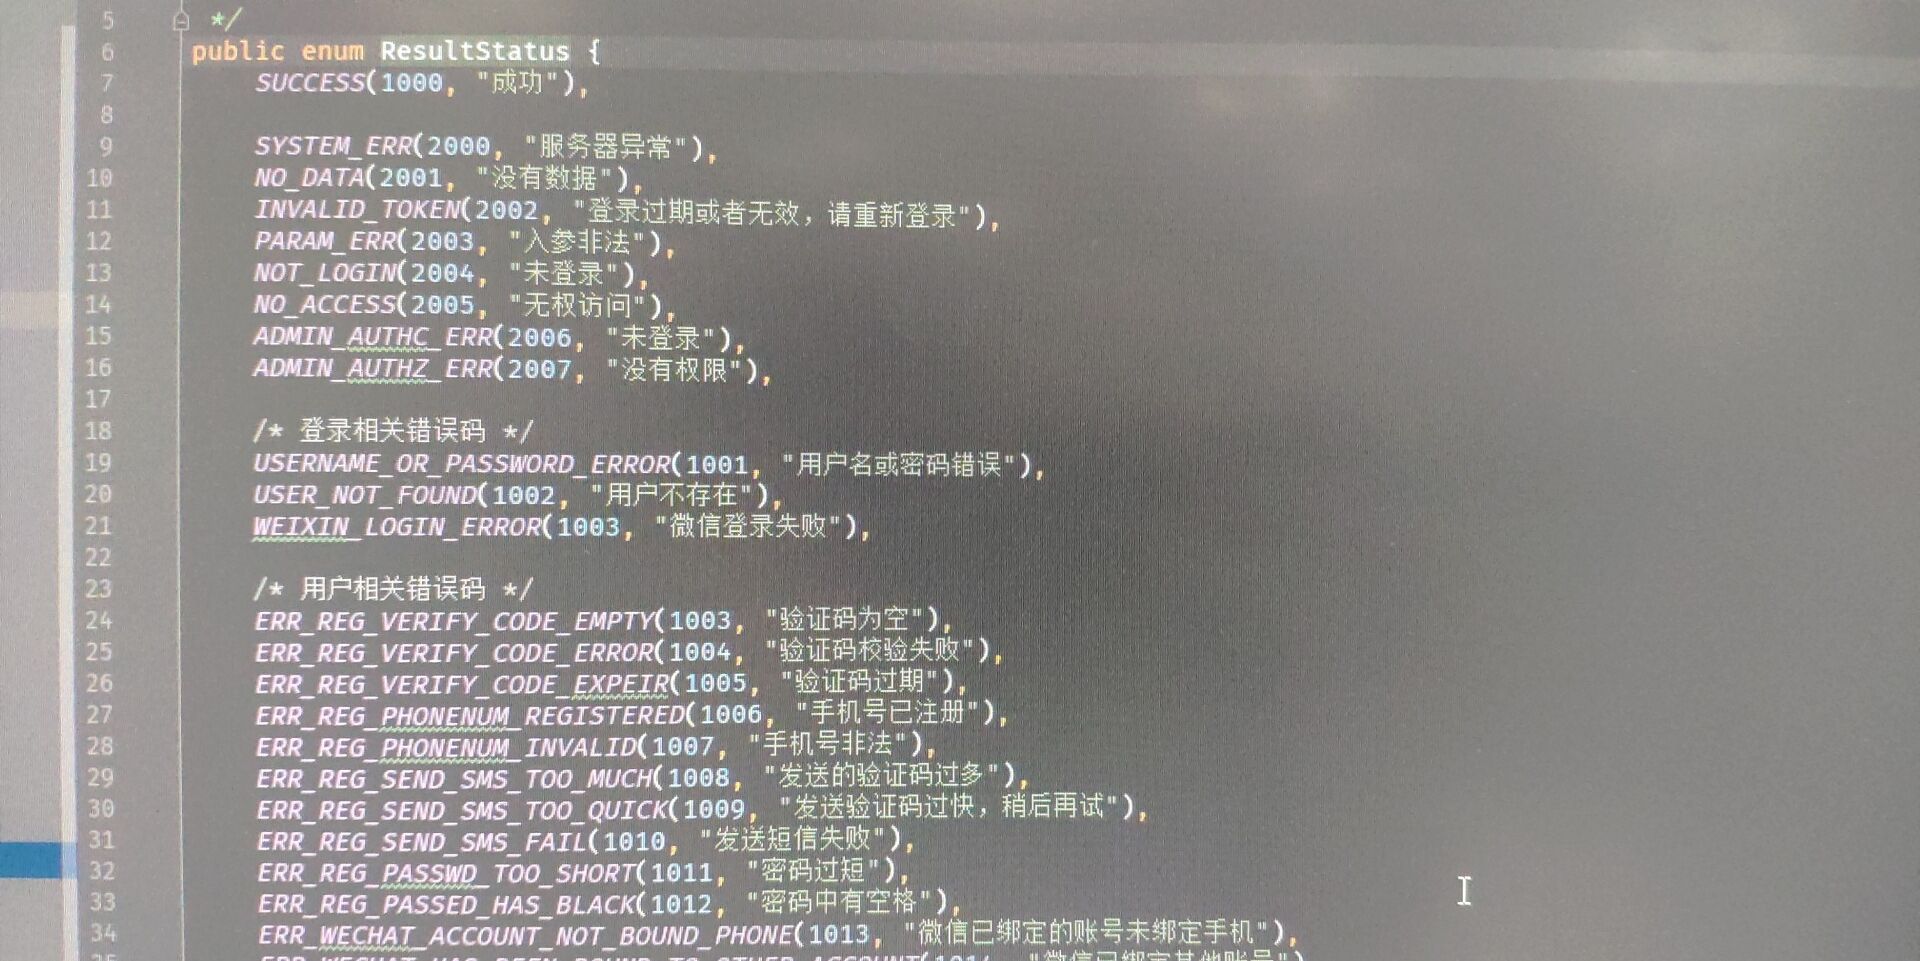 5 */
6 public enum ResultStatus {
7 SUCCESS(1000, "成功"),
8
9 SYSTEM_ERR(2000, "服务器异常"),
10 NO_DATA(2001, "没有数据"),
11 INVALID_TOKEN(2002, "登录过期或者无效，请重新登录"),
12 PARAM_ERR(2003, "入参非法"),
13 NOT_LOGIN(2004, "未登录"),
14 NO_ACCESS(2005, "无权访问"),
15 ADMIN_AUTHC_ERR(2006, "未登录"),
16 ADMIN_AUTHZ_ERR(2007, "没有权限"),
17
18 /* 登录相关错误码 */
19 USERNAME_OR_PASSWORD_ERROR(1001, "用户名或密码错误"),
20 USER_NOT_FOUND(1002, "用户不存在"),
21 WEIXIN_LOGIN_ERROR(1003, "微信登录失败"),
22
23 /* 用户相关错误码 */
24 ERR_REG_VERIFY_CODE_EMPTY(1003, "验证码为空"),
25 ERR_REG_VERIFY_CODE_ERROR(1004, "验证码校验失败"),
26 ERR_REG_VERIFY_CODE_EXPEIR(1005, "验证码过期"),
27 ERR_REG_PHONENUM_REGISTERED(1006, "手机号已注册"),
28 ERR_REG_PHONENUM_INVALID(1007, "手机号非法"),
29 ERR_REG_SEND_SMS_TOO_MUCH(1008, "发送的验证码过多"),
30 ERR_REG_SEND_SMS_TOO_QUICK(1009, "发送验证码过快，稍后再试"),
31 ERR_REG_SEND_SMS_FAIL(1010, "发送短信失败"),
32 ERR_REG_PASSWD_TOO_SHORT(1011, "密码过短"),
33 ERR_REG_PASSED_HAS_BLACK(1012, "密码中有空格"),
34 ERR_WECHAT_ACCOUNT_NOT_BOUND_PHONE(1013, "微信已绑定的账号未绑定手机"),